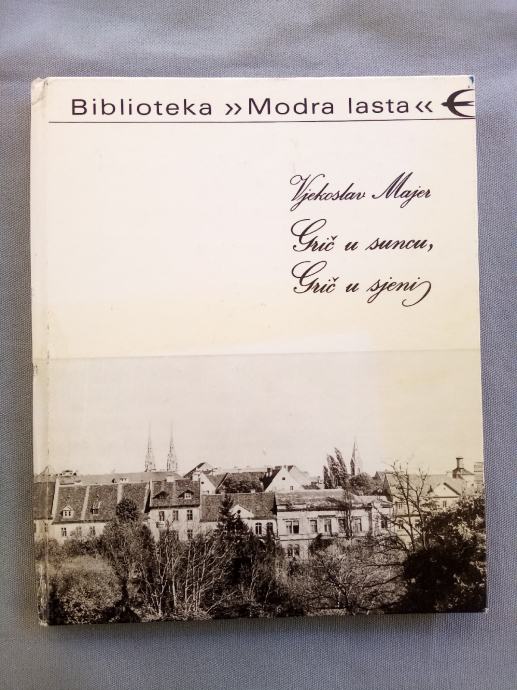 Biblioteka »Modra lasta«
Vjekoslav Majer
Grič u suncu,
Grič u sjeni